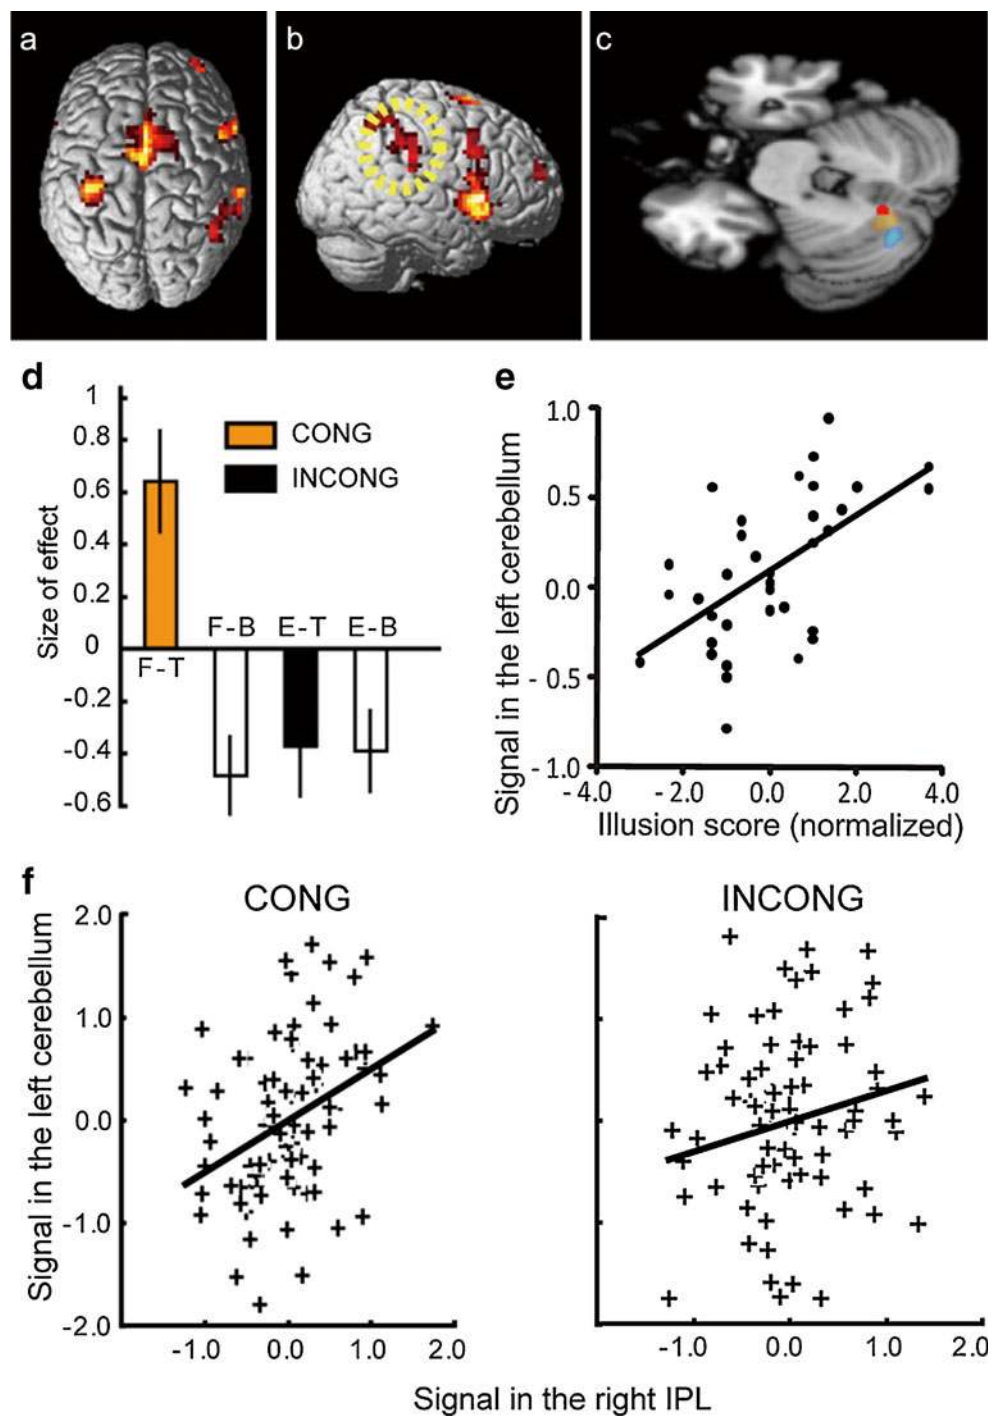 a
b
c
d
1
0.8
0.6
0.4
0.2
0
-0.2
-0.4
-0.6
Size of effect
CONG
INCONG
F-B E-T E-B
F-T
e
1.0
0.5
0.0
-0.5
-1.0
Signal in the left cerebellum
-4.0 -2.0 0.0 2.0 4.0
Illusion score (normalized)
f
CONG
INCONG
2.0
1.0
0.0
-1.0
-2.0
Signal in the left cerebellum
-1.0 0.0 1.0 2.0
-1.0 0.0 1.0 2.0
Signal in the right IPL